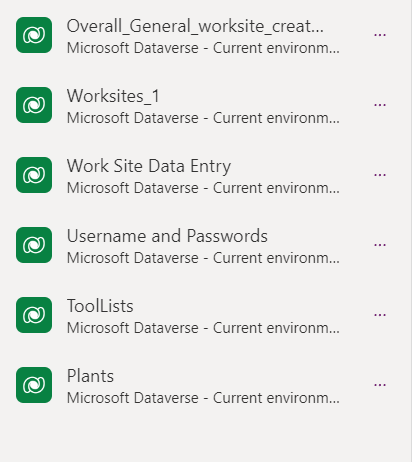 Overall_General_worksite_creat...
Microsoft Dataverse - Current environm...
Worksites_1
Microsoft Dataverse - Current environm...
Work Site Data Entry
Microsoft Dataverse - Current environm...
Username and Passwords
Microsoft Dataverse - Current environm...
ToolLists
Microsoft Dataverse - Current environm...
Plants
Microsoft Dataverse - Current environm...